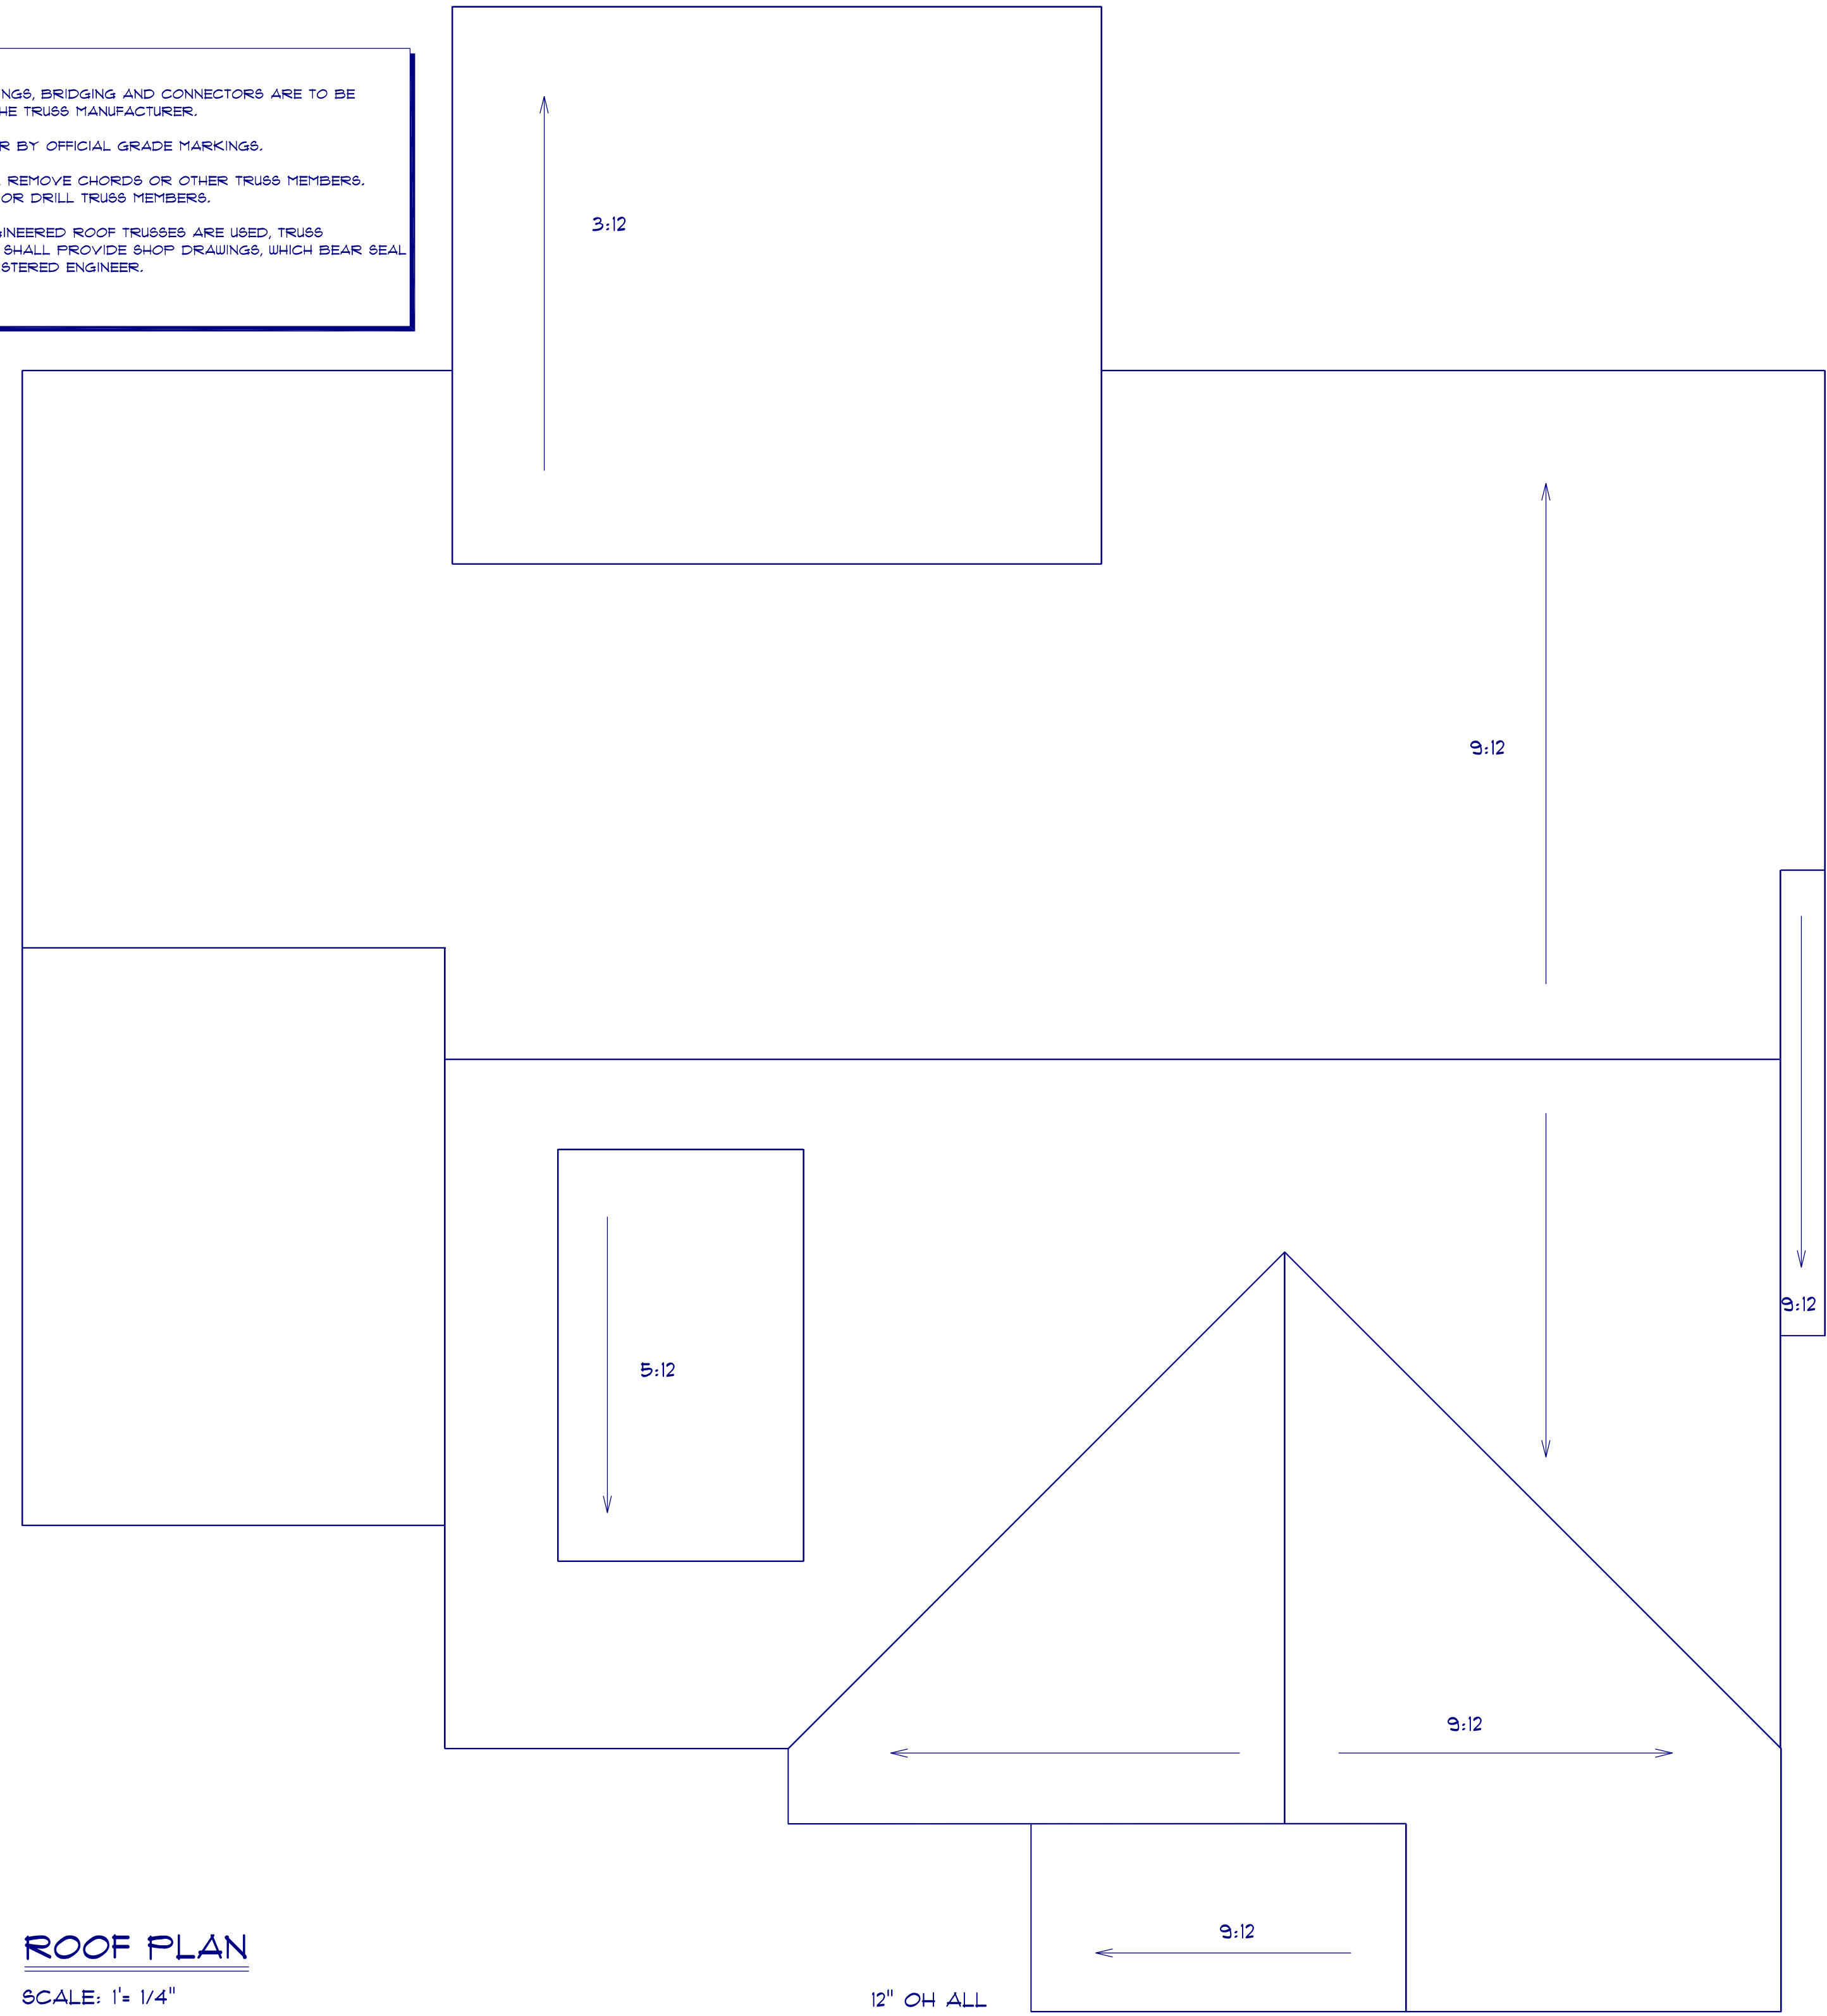 NGS, BRIDGING AND CONNECTORS ARE TO BE
HE TRUSS MANUFACTURER.
R BY OFFICIAL GRADE MARKINGS.
REMOVE CHORDS OR OTHER TRUSS MEMBERS.
OR DRILL TRUSS MEMBERS.
GINEERED ROOF TRUSSES ARE USED, TRUSS
SHALL PROVIDE SHOP DRAWINGS, WHICH BEAR SEAL
STERED ENGINEER.
3:12
9:12
9:12
5:12
9:12
9:12
ROOF PLAN
SCALE: 1'= 1/4"
12" OH ALL